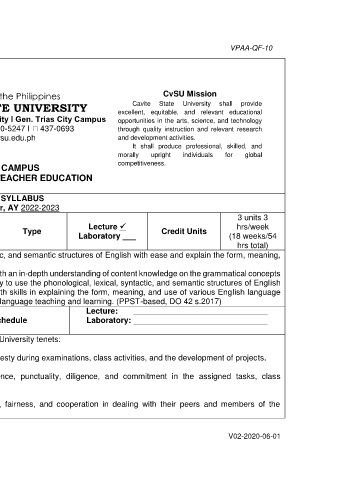 VPAA-QF-10
the Philippines
TE UNIVERSITY
ity I Gen. Trias City Campus
0-5247 I □ 437-0693
vsu.edu.ph
CAMPUS
TEACHER EDUCATION
CvSU Mission
Cavite State University shall provide
excellent, equitable, and relevant educational
opportunities in the arts, science, and technology
through quality instruction and relevant research
and development activities.
It shall produce professional, skilled, and
morally upright individuals for global
competitiveness.
SYLLABUS
r, AY 2022-2023
Type
Lecture ✓
Laboratory ___
Credit Units
3 units 3
hrs/week
(18 weeks/54
hrs total)
c, and semantic structures of English with ease and explain the form, meaning,
th an in-depth understanding of content knowledge on the grammatical concepts
y to use the phonological, lexical, syntactic, and semantic structures of English
th skills in explaining the form, meaning, and use of various English language
language teaching and learning. (PPST-based, DO 42 s.2017)
chedule
Lecture: ____________________
Laboratory: ____________________
University tenets:
esty during examinations, class activities, and the development of projects.
ence, punctuality, diligence, and commitment in the assigned tasks, class
, fairness, and cooperation in dealing with their peers and members of the
V02-2020-06-01